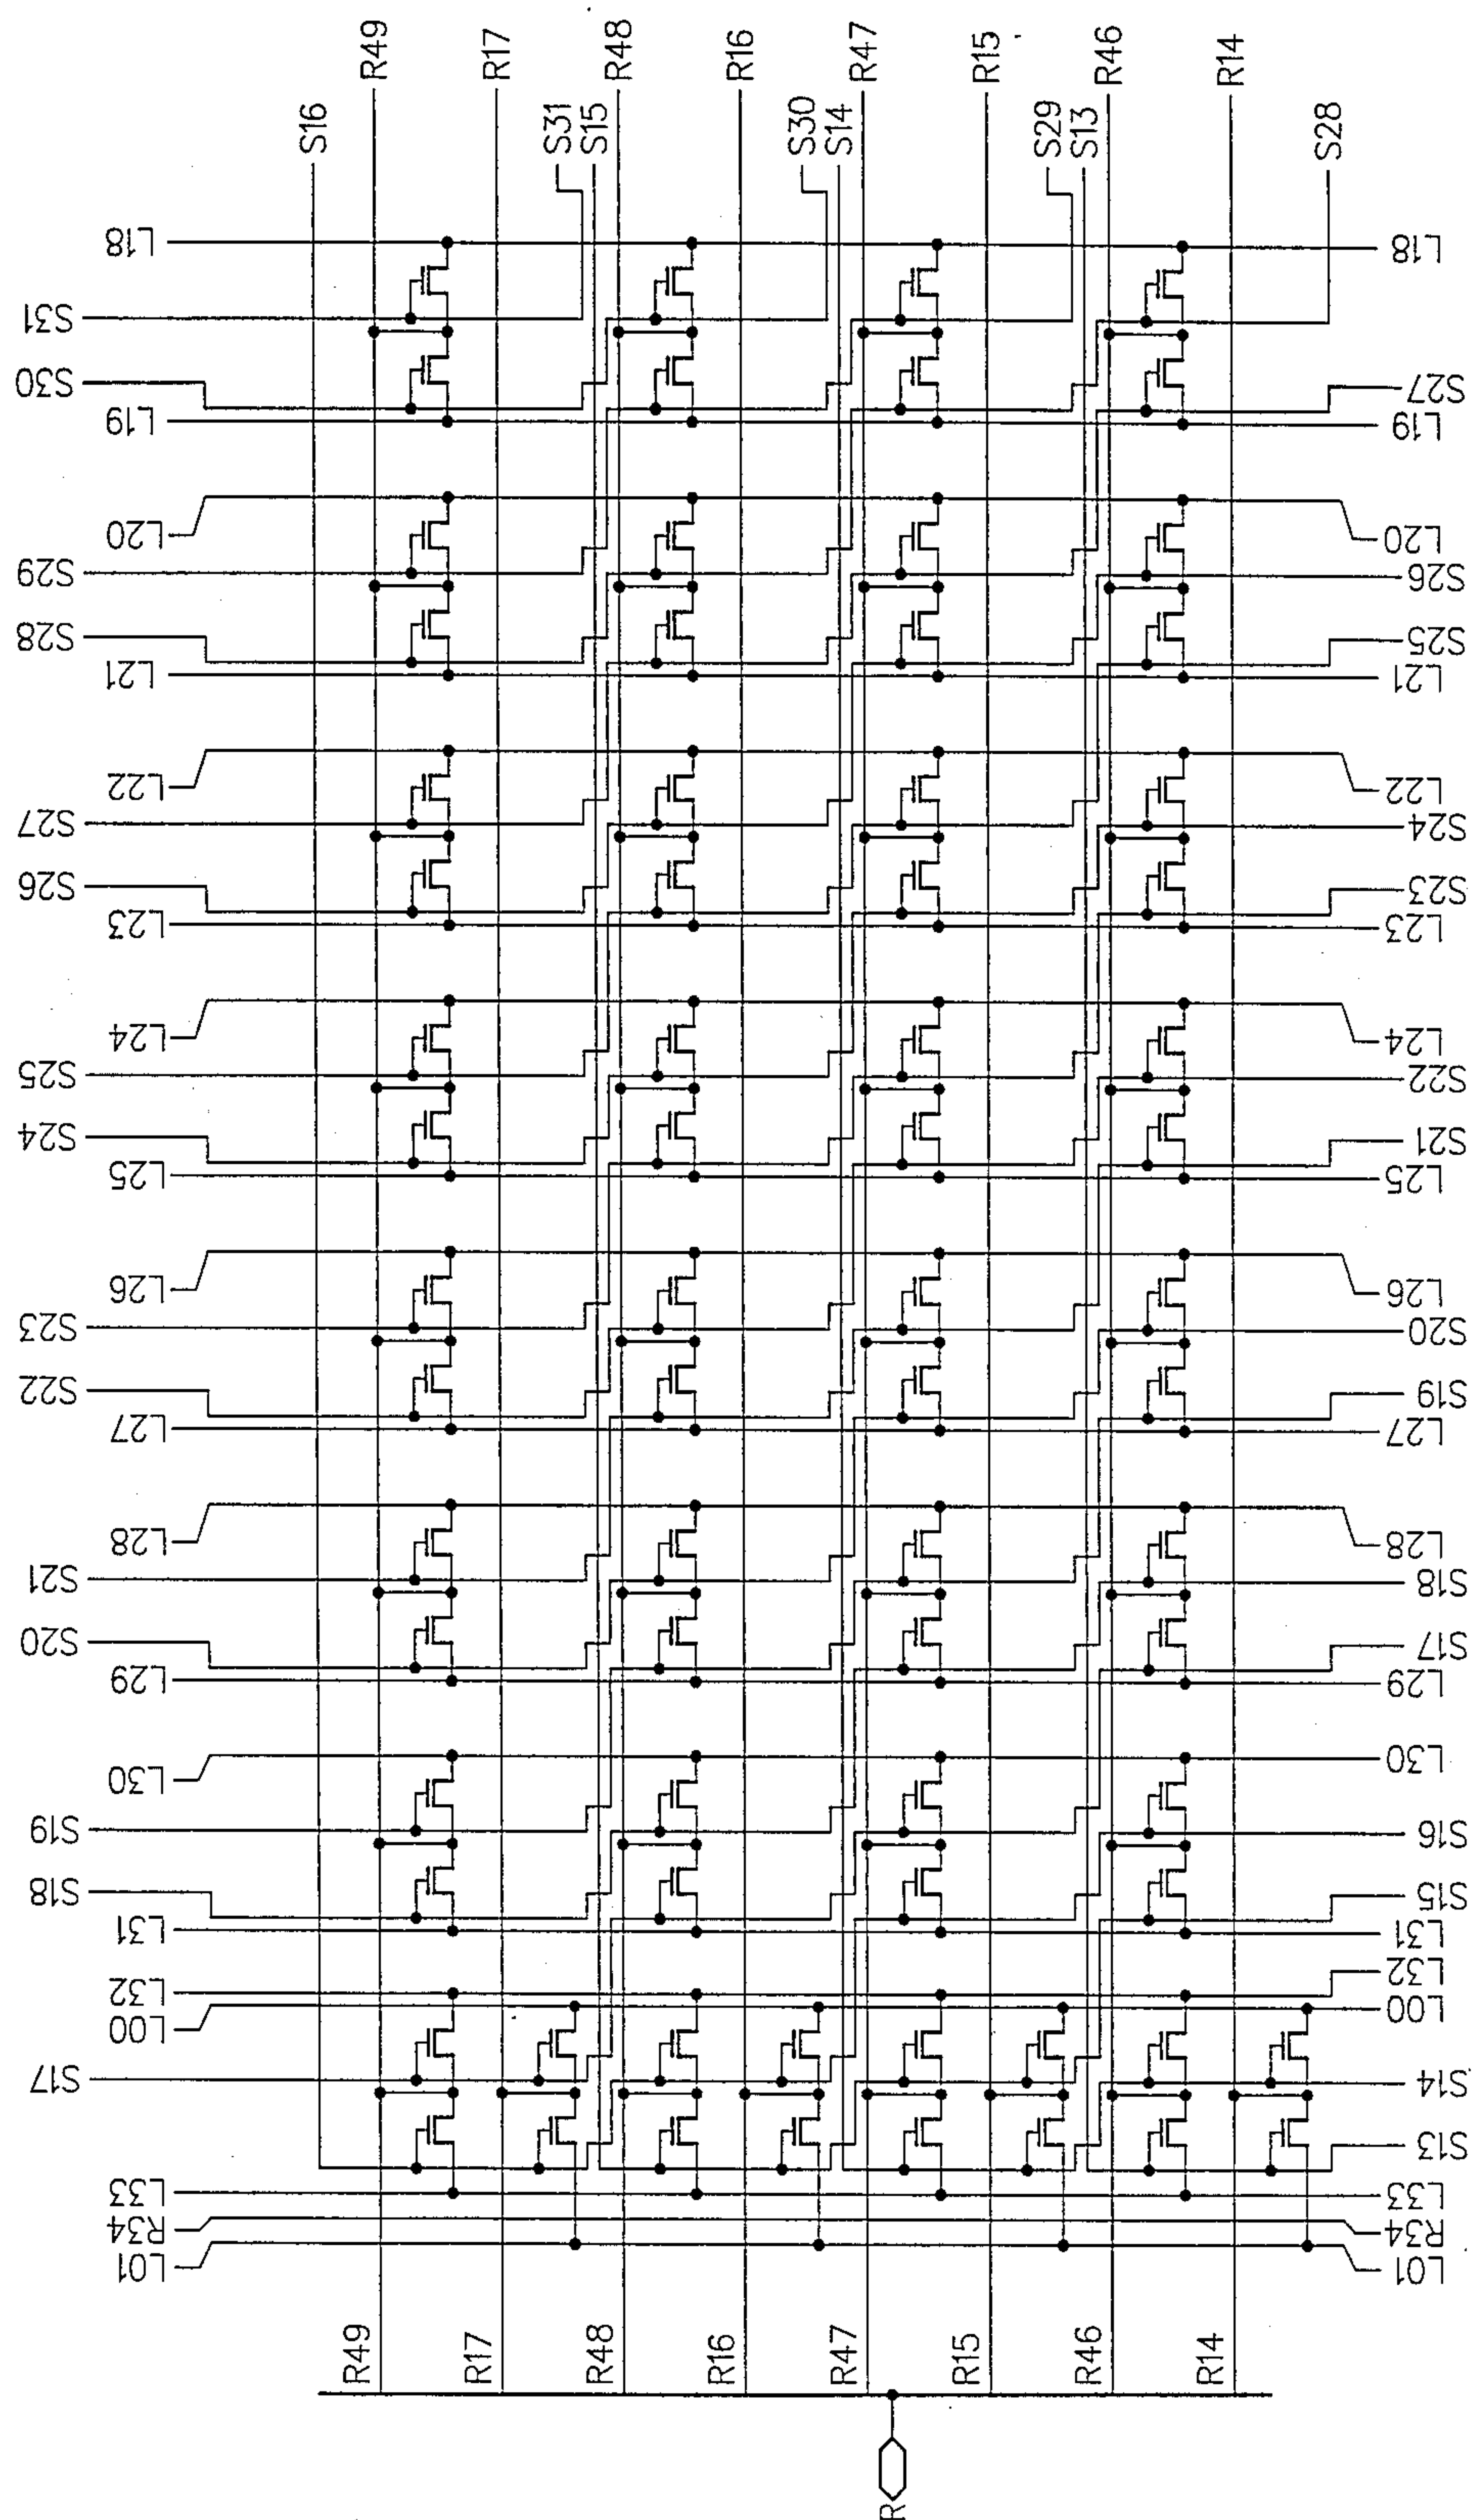 R49
R17
R48
R16
R47
R15
R46
R14
S16
S31
S15
S30
S14
S29
S13
S28
L18
L18
S31
S30
S27
L19
L19
L20
L20
S29
S26
S28
S25
L21
L21
L22
L22
S27
S24
S26
S23
L23
L23
L24
L24
S25
S22
S24
S21
L25
L25
L26
L26
S23
S20
S22
S19
L27
L27
L28
L28
S21
S18
S20
S17
L29
L29
L30
L30
S19
S16
S18
S15
L31
L31
L32
L32
L00
L00
S17
S14
S13
L33
L33
R34
R34
L01
L01
R49
R17
R48
R16
R47
R15
R46
R14
R